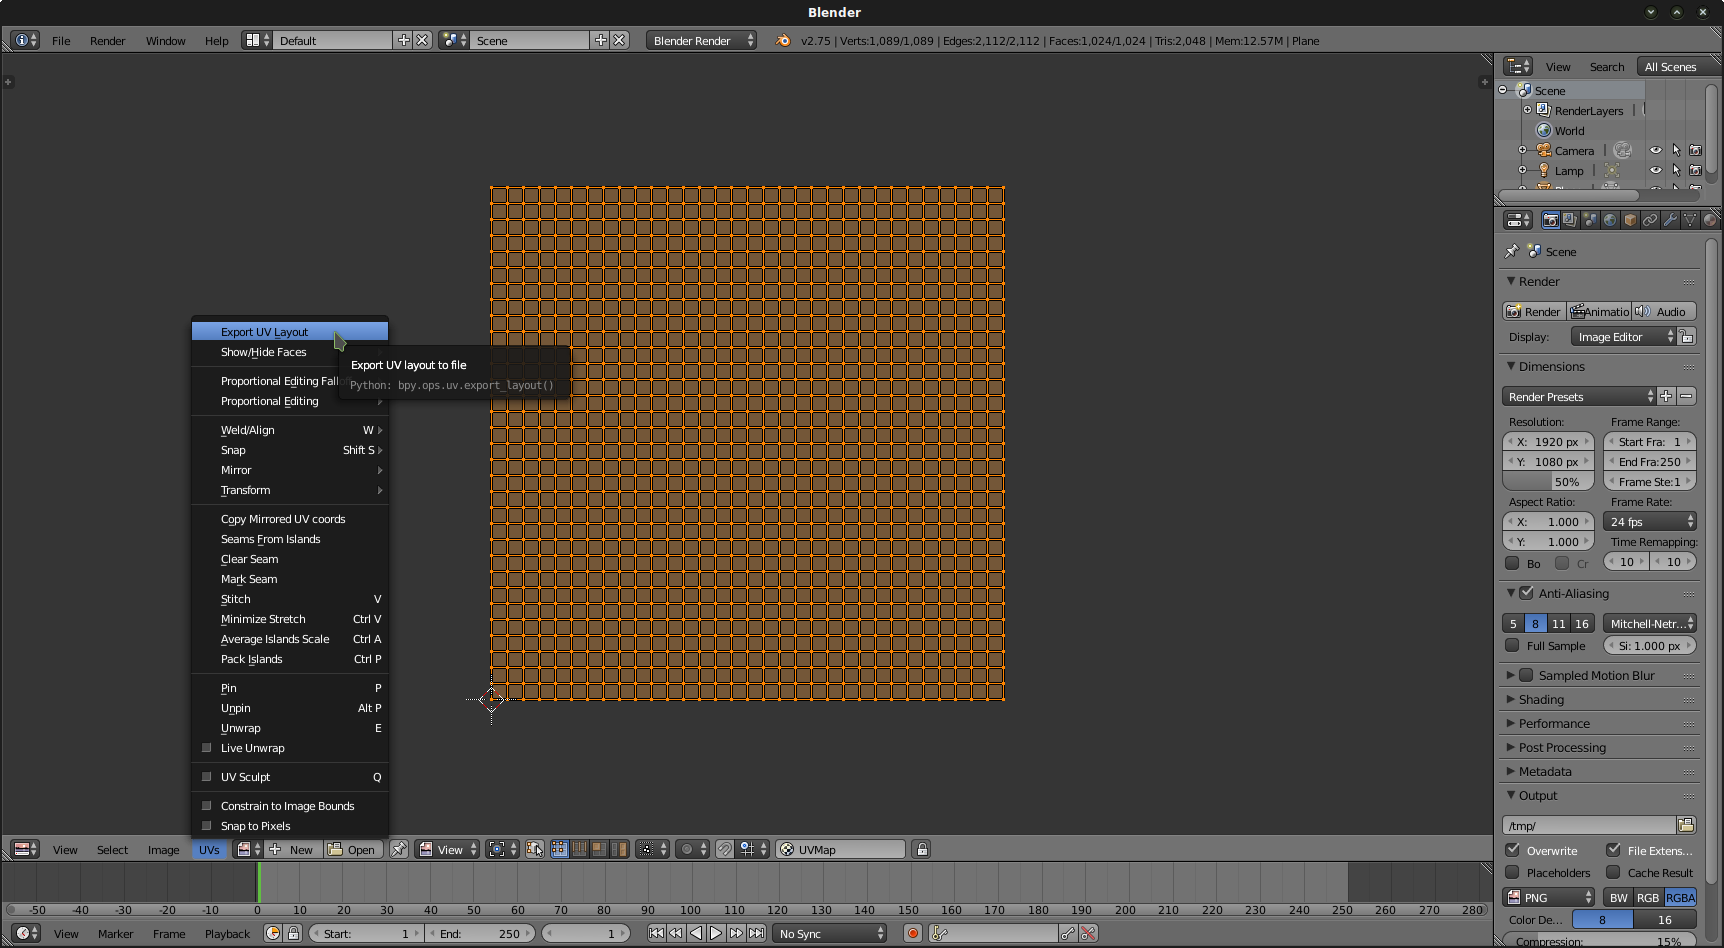 Blender
File Render Window Help Default Scene Blender Render v2.75 | Verts:1,089/1,089 | Edges:2,112/2,112 | Faces:1,024/1,024 | Tris:2,048 | Mem:12.57M | Plane
Export UV Layout
Show/Hide Faces
Proportional Editing Fallo
Proportional Editing
Weld/Align W
Snap Shift S
Mirror
Transform
Copy Mirrored UV coords
Seams From Islands
Clear Seam
Mark Seam
Stitch V
Minimize Stretch Ctrl V
Average Islands Scale Ctrl A
Pack Islands Ctrl P
Pin P
Unpin Alt P
Unwrap E
Live Unwrap
UV Sculpt Q
Constrain to Image Bounds
Snap to Pixels
Export UV layout to file
Python: bpy.ops.uv.export_layout()
View Select Image UVs New Open View UVMap
-50 -40 -30 -20 -10 0 10 20 30 40 50 60 70 80 90 100 110 120 130 140 150 160 170 180 190 200 210 220 230 240 250 260 270 280
View Marker Frame Playback Start: 1 End: 250 1 No Sync
View Search All Scenes
Scene
RenderLayers
World
Camera
Lamp
Scene
Render
Render Animatio Audio
Display: Image Editor
Dimensions
Render Presets
Resolution: Frame Range:
X: 1920 px Start Fra: 1
Y: 1080 px End Fra:250
50% Frame Ste:1
Aspect Ratio: Frame Rate:
X: 1.000 24 fps
Y: 1.000 Time Remapping:
Bo Cr 10 10
Anti-Aliasing
5 8 11 16 Mitchell-Netr...
Full Sample Si: 1.000 px
Sampled Motion Blur
Shading
Performance
Post Processing
Metadata
Output
/tmp/
Overwrite File Extens...
Placeholders Cache Result
PNG BW RGB RGBA
Color De... 8 16
Compression: 15%